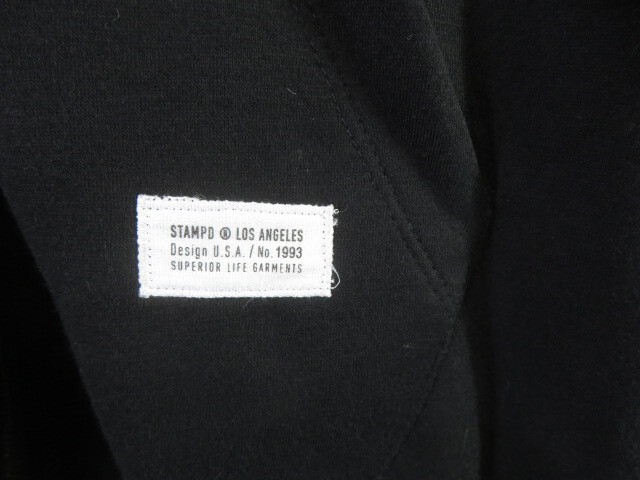 STAMPD ® LOS ANGELES
Design U.S.A. / No. 1993
SUPERIOR LIFE GARMENTS